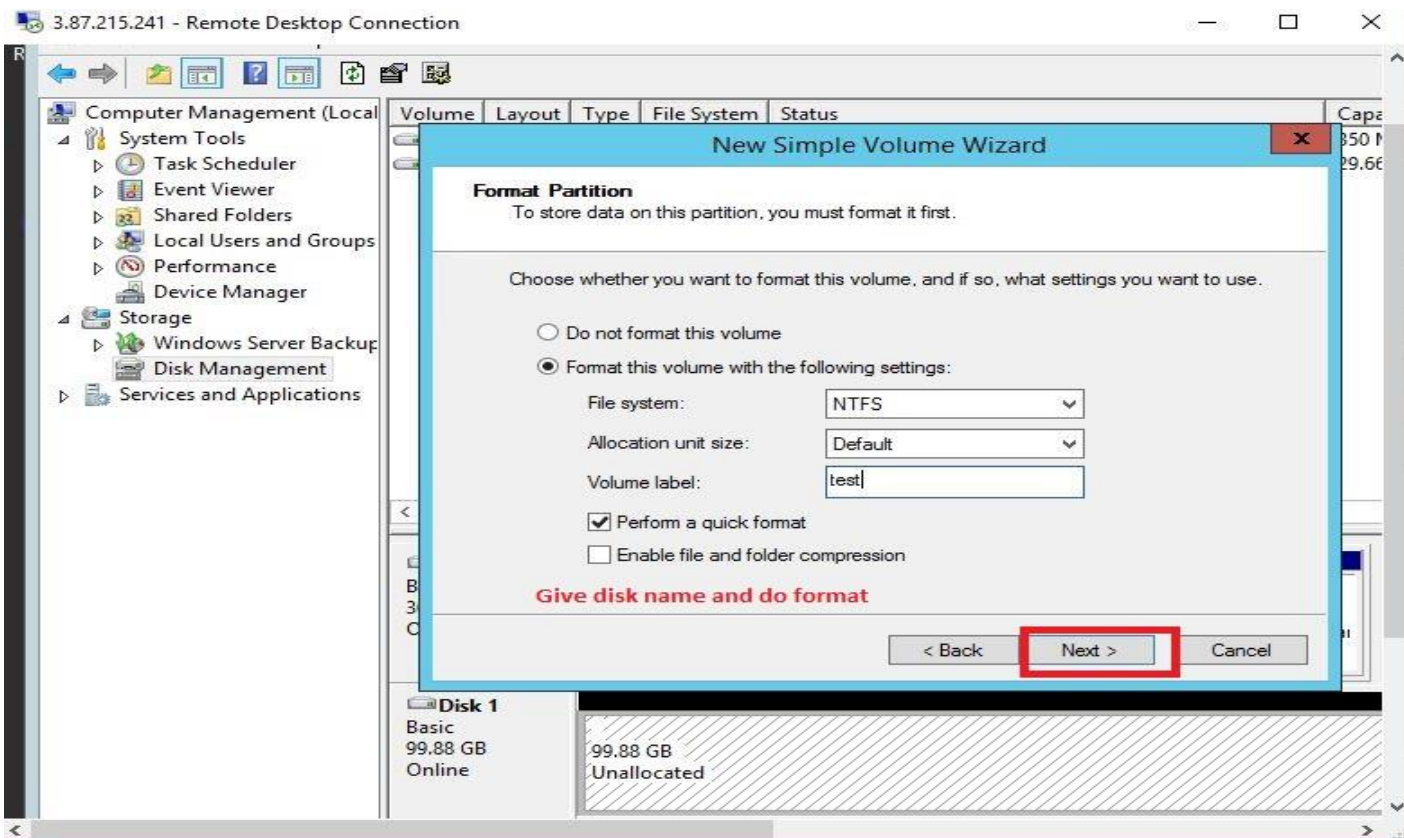 3.87.215.241 - Remote Desktop Connection
R
Computer Management (Local
System Tools
Task Scheduler
Event Viewer
Shared Folders
Local Users and Groups
Performance
Device Manager
Storage
Windows Server Backup
Disk Management
Services and Applications
Volume Layout Type File System Status Capa
350 M
29.66
New Simple Volume Wizard
Format Partition
To store data on this partition, you must format it first.
Choose whether you want to format this volume, and if so, what settings you want to use.
Do not format this volume
Format this volume with the following settings:
File system: NTFS
Allocation unit size: Default
Volume label: test
Perform a quick format
Enable file and folder compression
Give disk name and do format
< Back Next > Cancel
B
3
O
Disk 1
Basic
99.88 GB
Online
99.88 GB
Unallocated